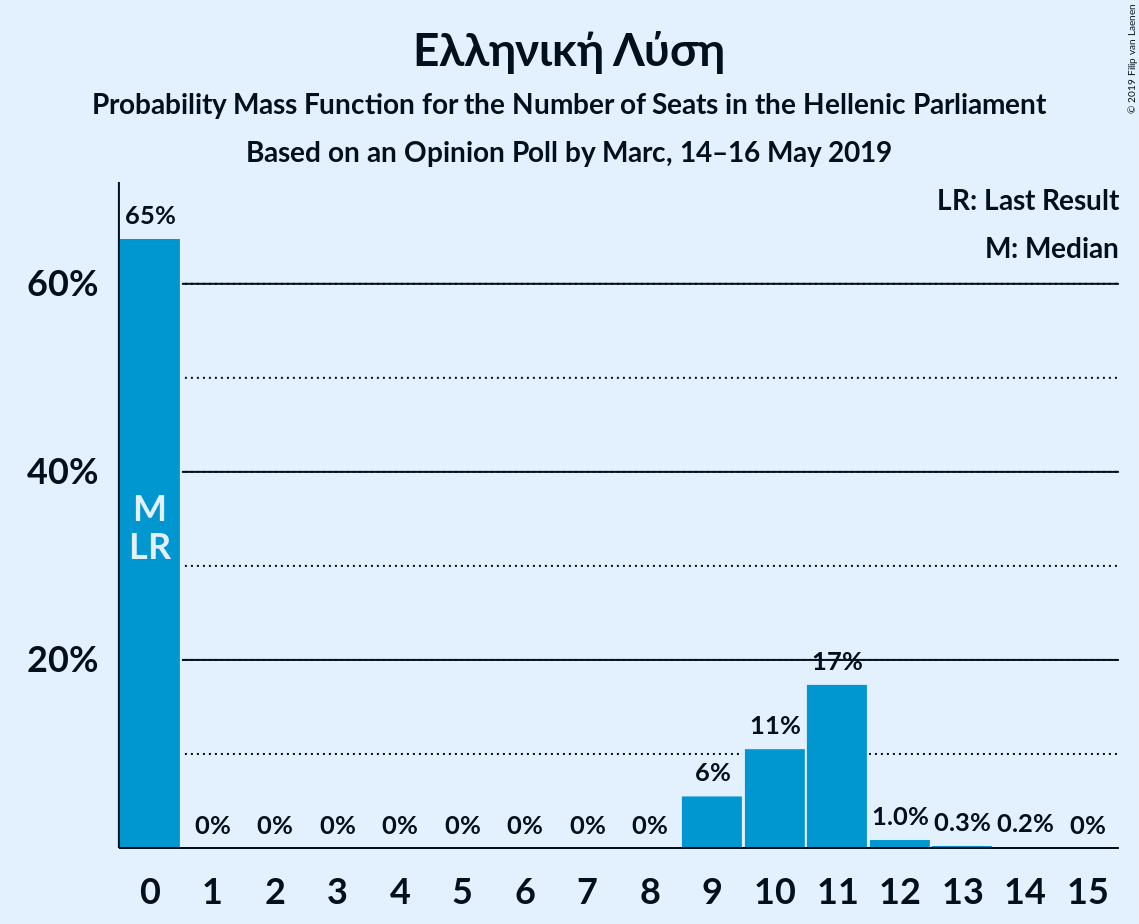 Ελληνική Λύση
Probability Mass Function for the Number of Seats in the Hellenic Parliament
Based on an Opinion Poll by Marc, 14–16 May 2019
© 2019 Filip van Laenen
LR: Last Result
M: Median
60%
40%
20%
65%
0%
0%
0%
0%
0%
0%
0%
0%
6%
11%
17%
1.0%
0.3%
0.2%
0%
M
LR
0 1 2 3 4 5 6 7 8 9 10 11 12 13 14 15